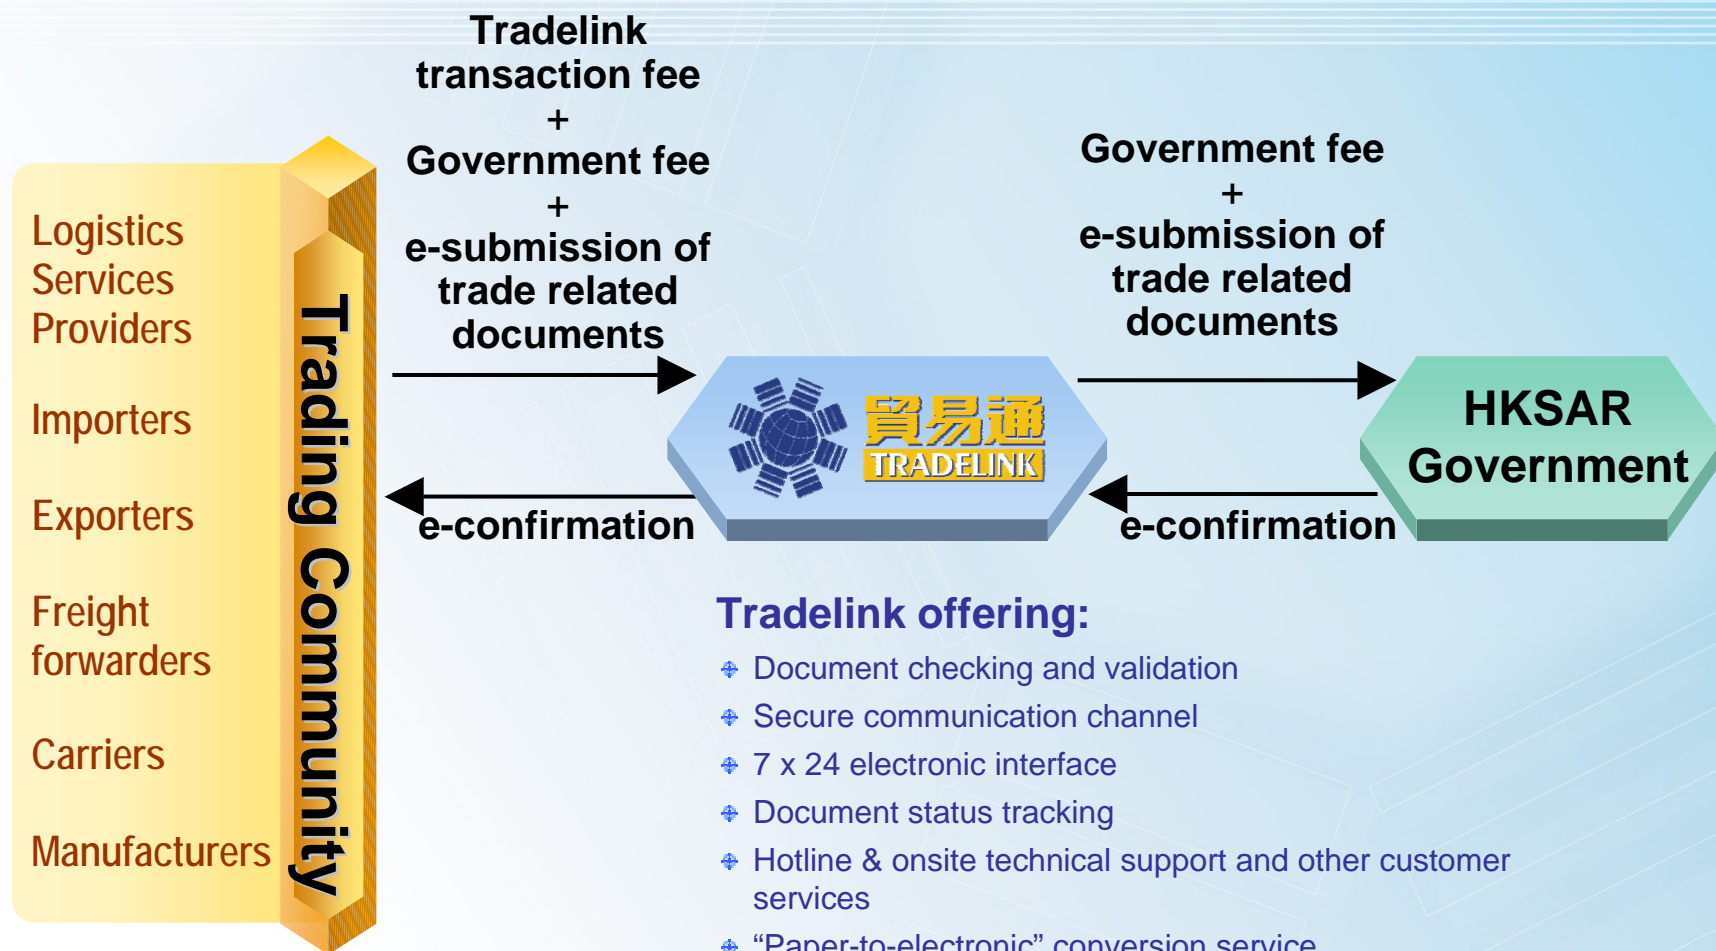 Tradelink
transaction fee
+
Government fee
+
e-submission of
trade related
documents
Government fee
+
e-submission of
trade related
documents
Logistics
Services
Providers
Importers
Exporters
Freight
forwarders
Carriers
Manufacturers
Trading Community
貿易通
TRADELINK
HKSAR
Government
e-confirmation
e-confirmation
Tradelink offering:
Document checking and validation
Secure communication channel
7 x 24 electronic interface
Document status tracking
Hotline & onsite technical support and other customer
services
“Paper-to-electronic” conversion service